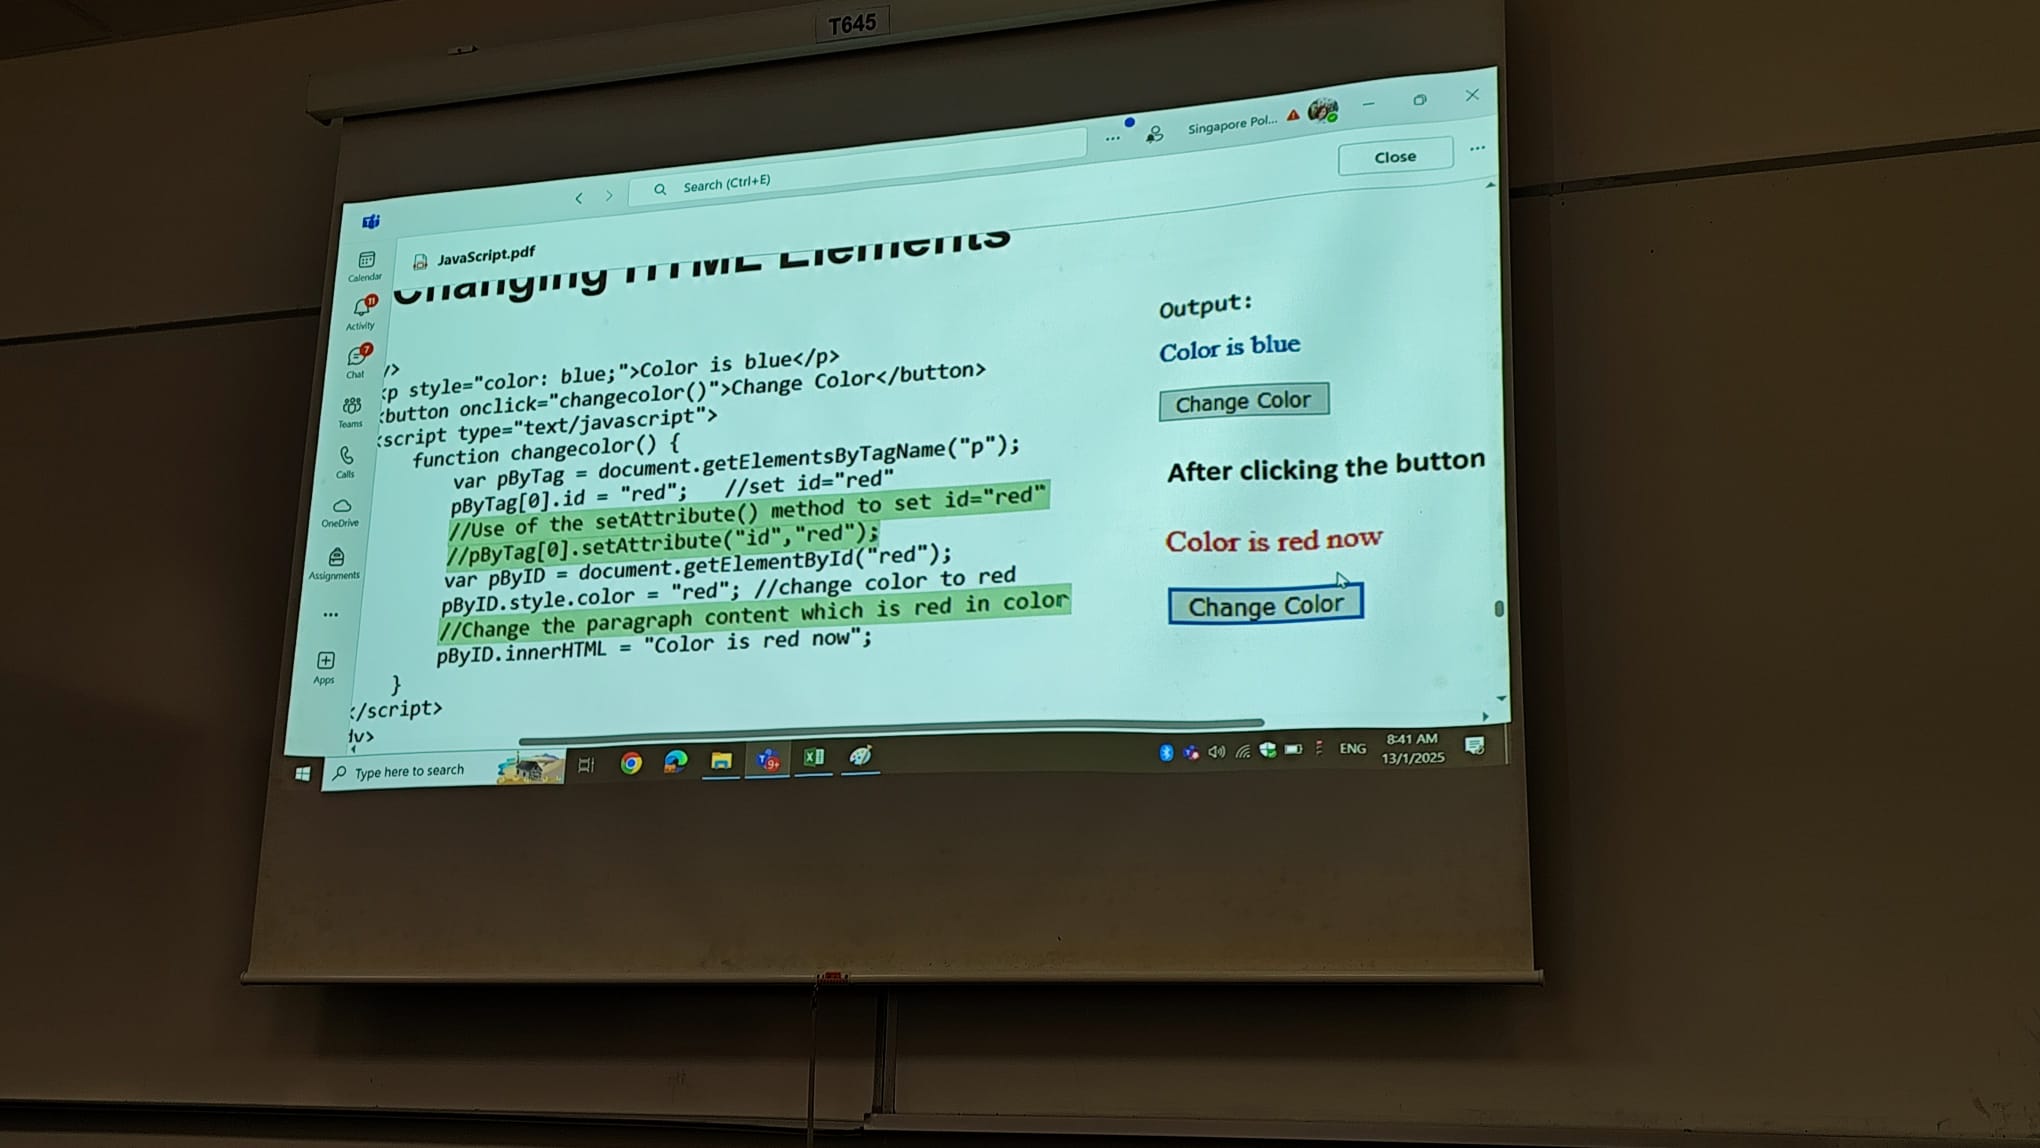 T645
Search (Ctrl+E)
Singapore Pol...
Close
JavaScript.pdf
Calendar
11
Activity
7
Chat
Teams
Calls
OneDrive
Assignments
Apps
Changing HTML Elements
/>
<p style="color: blue;">Color is blue</p>
<button onclick="changecolor()">Change Color</button>
<script type="text/javascript">
function changecolor() {
var pByTag = document.getElementsByTagName("p");
pByTag[0].id = "red"; //set id="red"
//Use of the setAttribute() method to set id="red"
//pByTag[0].setAttribute("id","red");
var pByID = document.getElementById("red");
pByID.style.color = "red"; //change color to red
//Change the paragraph content which is red in color
pByID.innerHTML = "Color is red now";
}
</script>
dy>
Output:
Color is blue
Change Color
After clicking the button
Color is red now
Change Color
Type here to search
9+
ENG
8:41 AM
13/1/2025